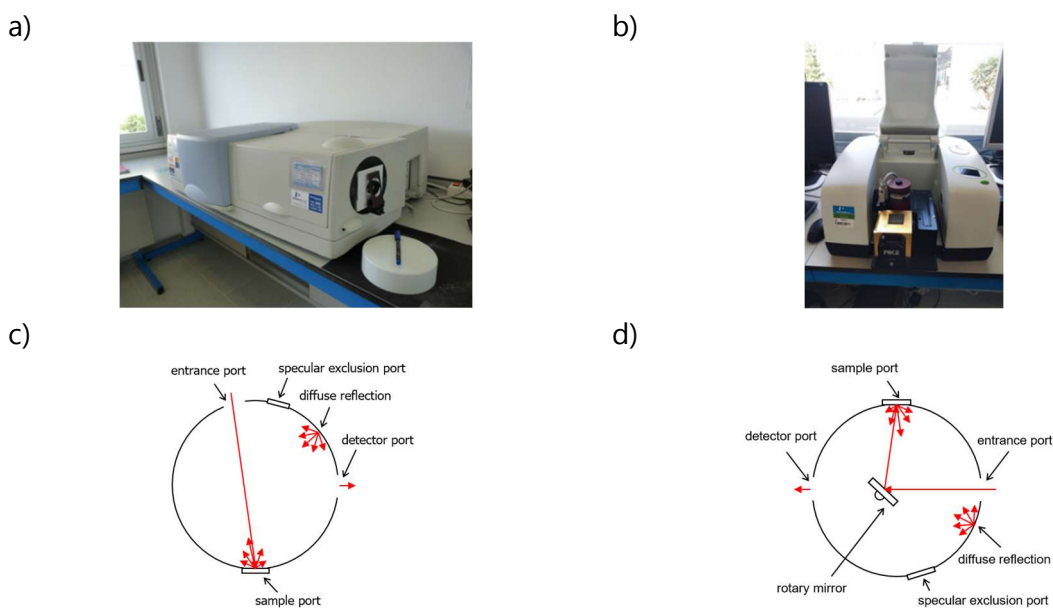 a)
b)
PIKE
c)
d)
entrance port
specular exclusion port
diffuse reflection
detector port
sample port
sample port
detector port
entrance port
rotary mirror
diffuse reflection
specular exclusion port